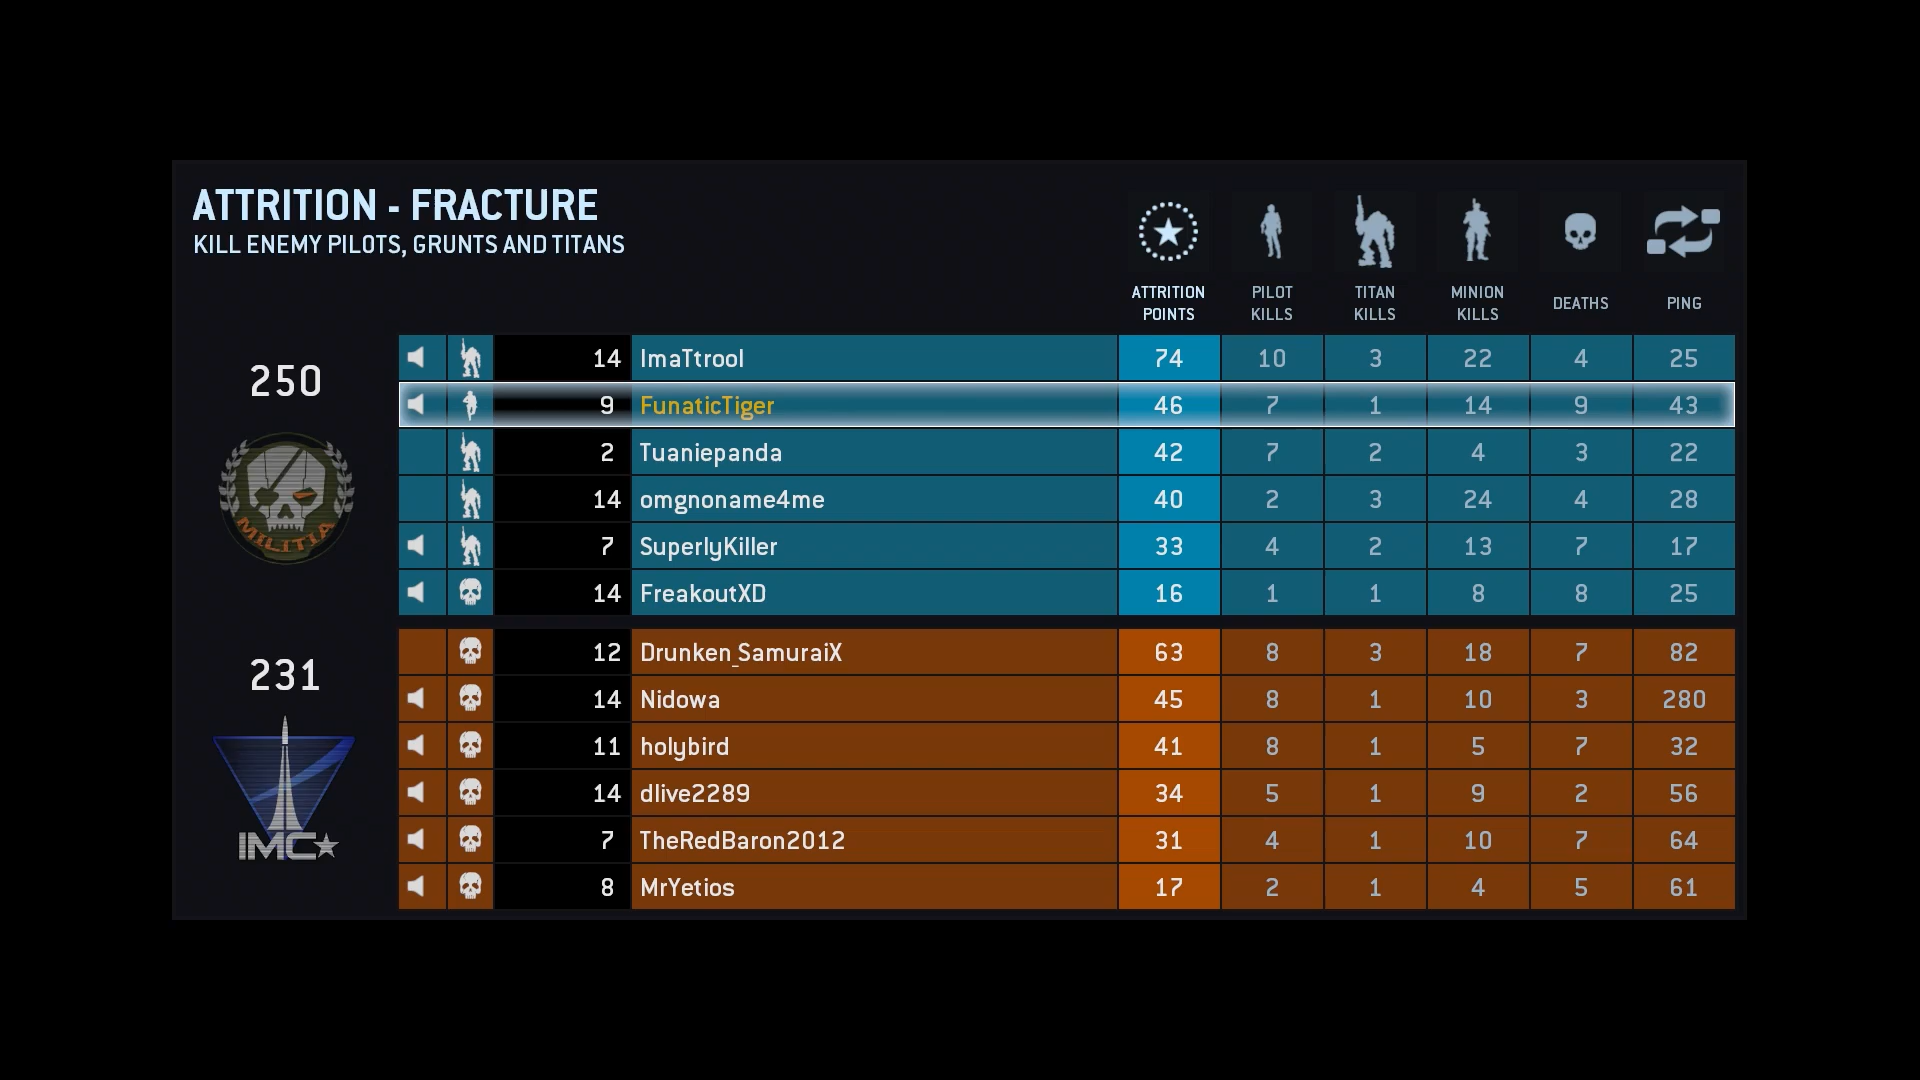 ATTRITION - FRACTURE
KILL ENEMY PILOTS, GRUNTS AND TITANS
ATTRITION POINTS PILOT KILLS TITAN KILLS MINION KILLS DEATHS PING
250
MILITIA
14 ImaTtrool 74 10 3 22 4 25
9 FunaticTiger 46 7 1 14 9 43
2 Tuaniepanda 42 7 2 4 3 22
14 omgnoname4me 40 2 3 24 4 28
7 SuperlyKiller 33 4 2 13 7 17
14 FreakoutXD 16 1 1 8 8 25
231
IMC
12 Drunken_SamuraiX 63 8 3 18 7 82
14 Nidowa 45 8 1 10 3 280
11 holybird 41 8 1 5 7 32
14 dlive2289 34 5 1 9 2 56
7 TheRedBaron2012 31 4 1 10 7 64
8 MrYetios 17 2 1 4 5 61